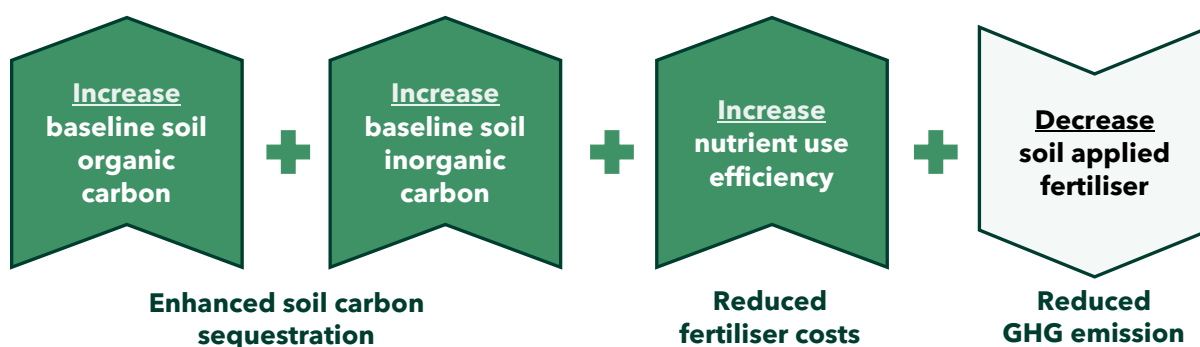 Increase
baseline soil
organic
carbon
Increase
baseline soil
inorganic
carbon
Increase
nutrient use
efficiency
Decrease
soil applied
fertiliser
Enhanced soil carbon
sequestration
Reduced
fertiliser costs
Reduced
GHG emission